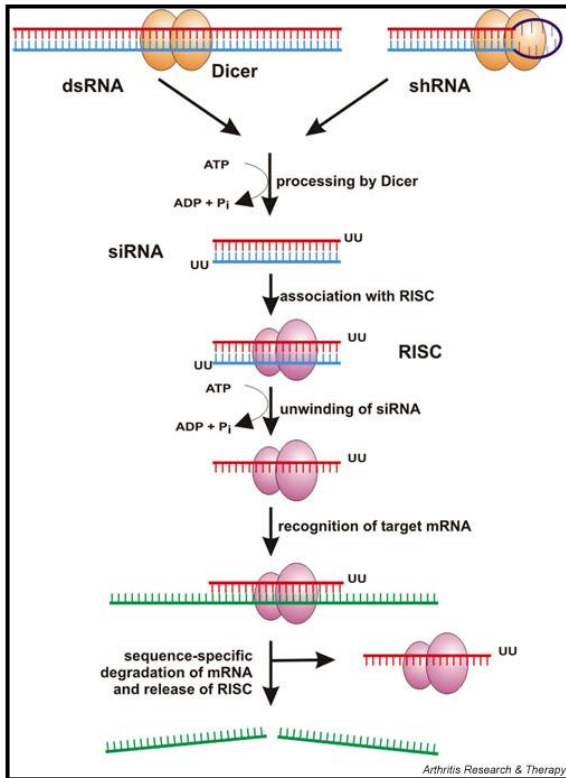 dsRNA
Dicer
shRNA
ATP
ADP + Pi
processing by Dicer
siRNA
UU
UU
association with RISC
UU
UU
RISC
ATP
ADP + Pi
unwinding of siRNA
UU
recognition of target mRNA
UU
sequence-specific
degradation of mRNA
and release of RISC
UU
Arthritis Research & Therapy